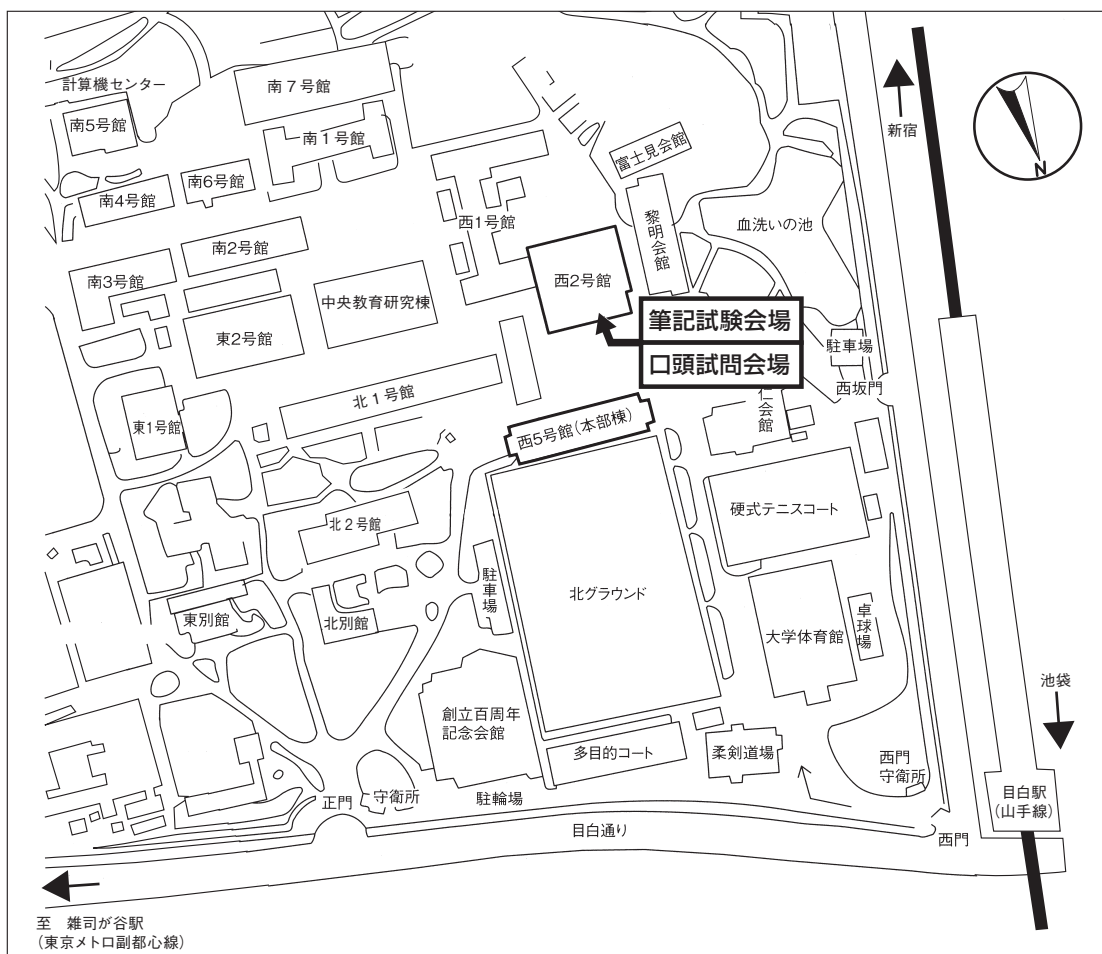 計算機センター
南7号館
南5号館
南1号館
新宿
富士見会館
南6号館
南4号館
西1号館
黎明会館
血洗いの池
南2号館
南3号館
西2号館
中央教育研究棟
筆記試験会場
東2号館
駐車場
口頭試問会場
西坂門
北1号館
仁会館
東1号館
西5号館(本部棟)
硬式テニスコート
北2号館
駐車場
北グラウンド
東別館
北別館
大学体育館
卓球場
池袋
創立百周年
記念会館
多目的コート
柔剣道場
西門
守衛所
目白駅
(山手線)
正門
守衛所
駐輪場
目白通り
西門
至 雑司が谷駅
(東京メトロ副都心線)
N